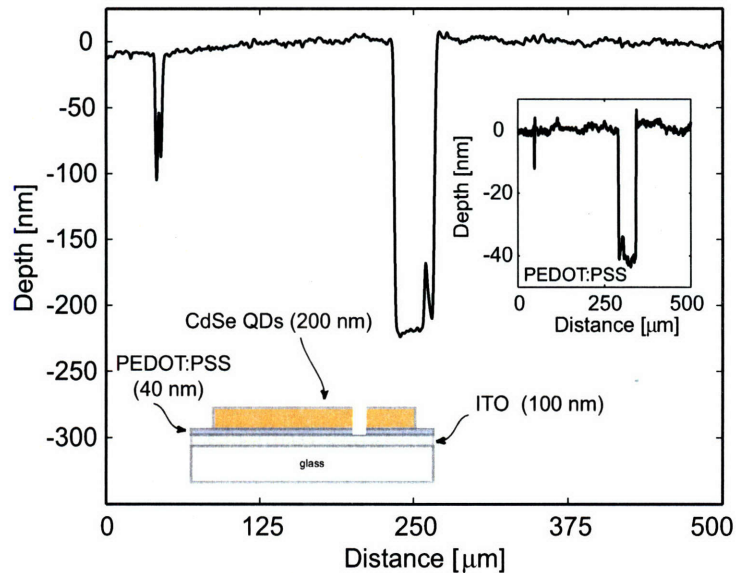 0
-50
-100
-150
-200
-250
-300
Depth [nm]
0
125
250
375
500
Distance [μm]
0
-20
-40
Depth [nm]
PEDOT:PSS
0
250
500
Distance [μm]
CdSe QDs (200 nm)
PEDOT:PSS
(40 nm)
ITO (100 nm)
glass